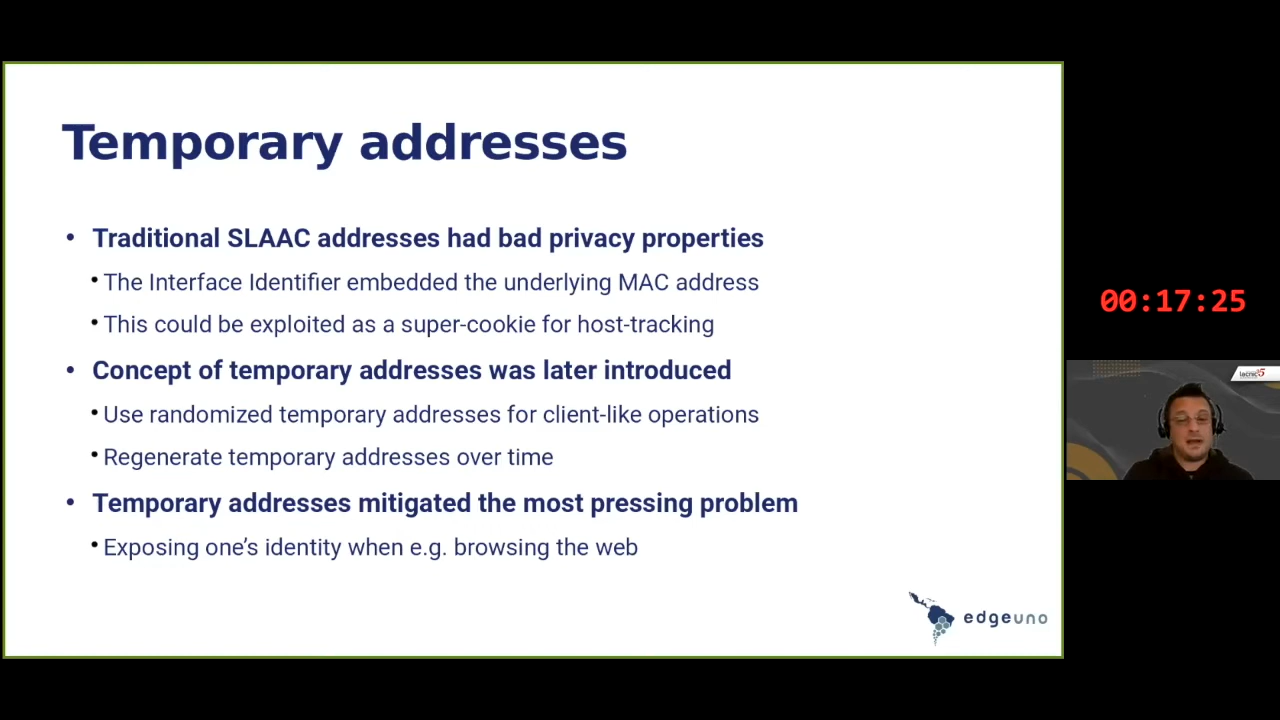 Temporary addresses
• Traditional SLAAC addresses had bad privacy properties
• The Interface Identifier embedded the underlying MAC address
• This could be exploited as a super-cookie for host-tracking
• Concept of temporary addresses was later introduced
• Use randomized temporary addresses for client-like operations
• Regenerate temporary addresses over time
• Temporary addresses mitigated the most pressing problem
• Exposing one’s identity when e.g. browsing the web
edgeuno
00:17:25